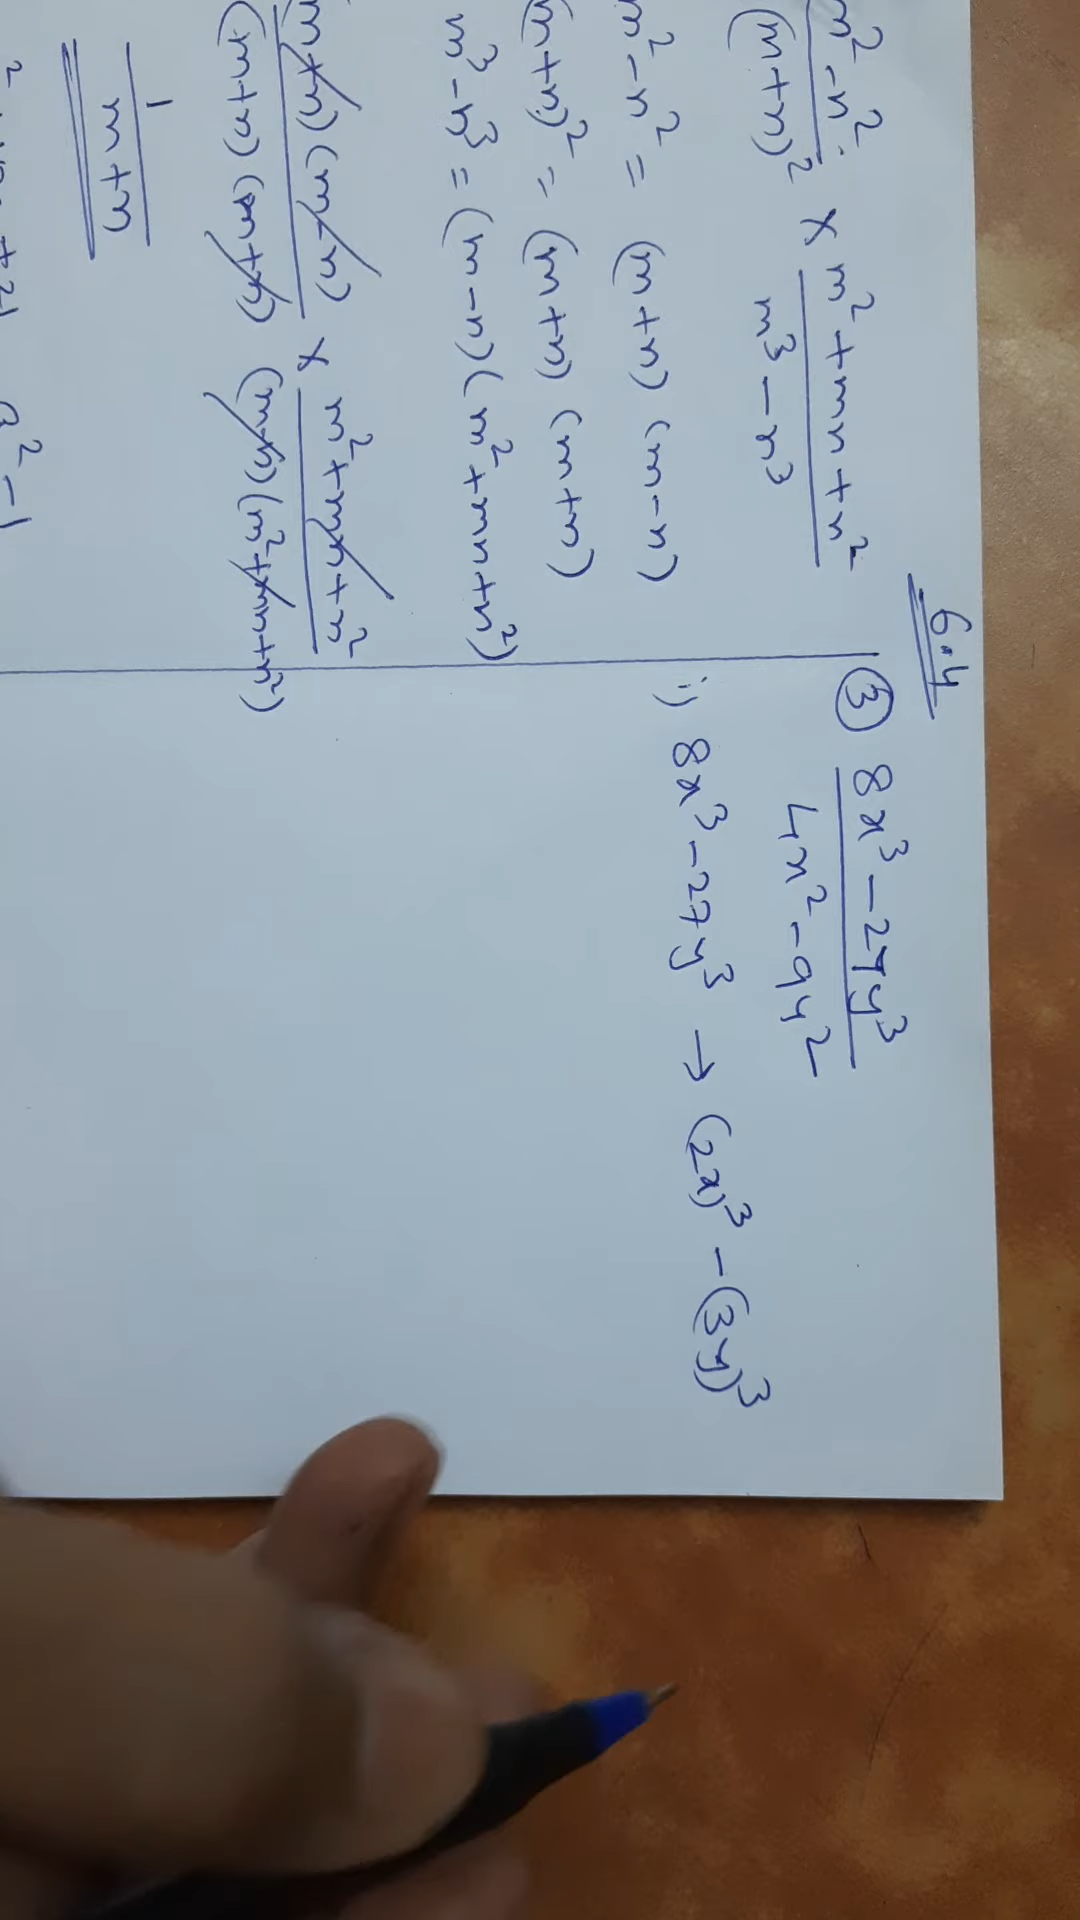 6.4
m² - n²
(m+n)²
×
m² + mn + n²
m³ - n³
m² - n² = (m+n) (m-n)
(m+n)² = (m+n) (m+n)
m³ - n³ = (m-n) (m² + mn + n²)
(m-n) × m² + mn + n²
(m+n) (m+n) (m-n) (m² + mn + n²)
1
m+n
③ 8x³ - 27y³
4x² - 9y²
i) 8x³ - 27y³ → (2x)³ - (3y)³